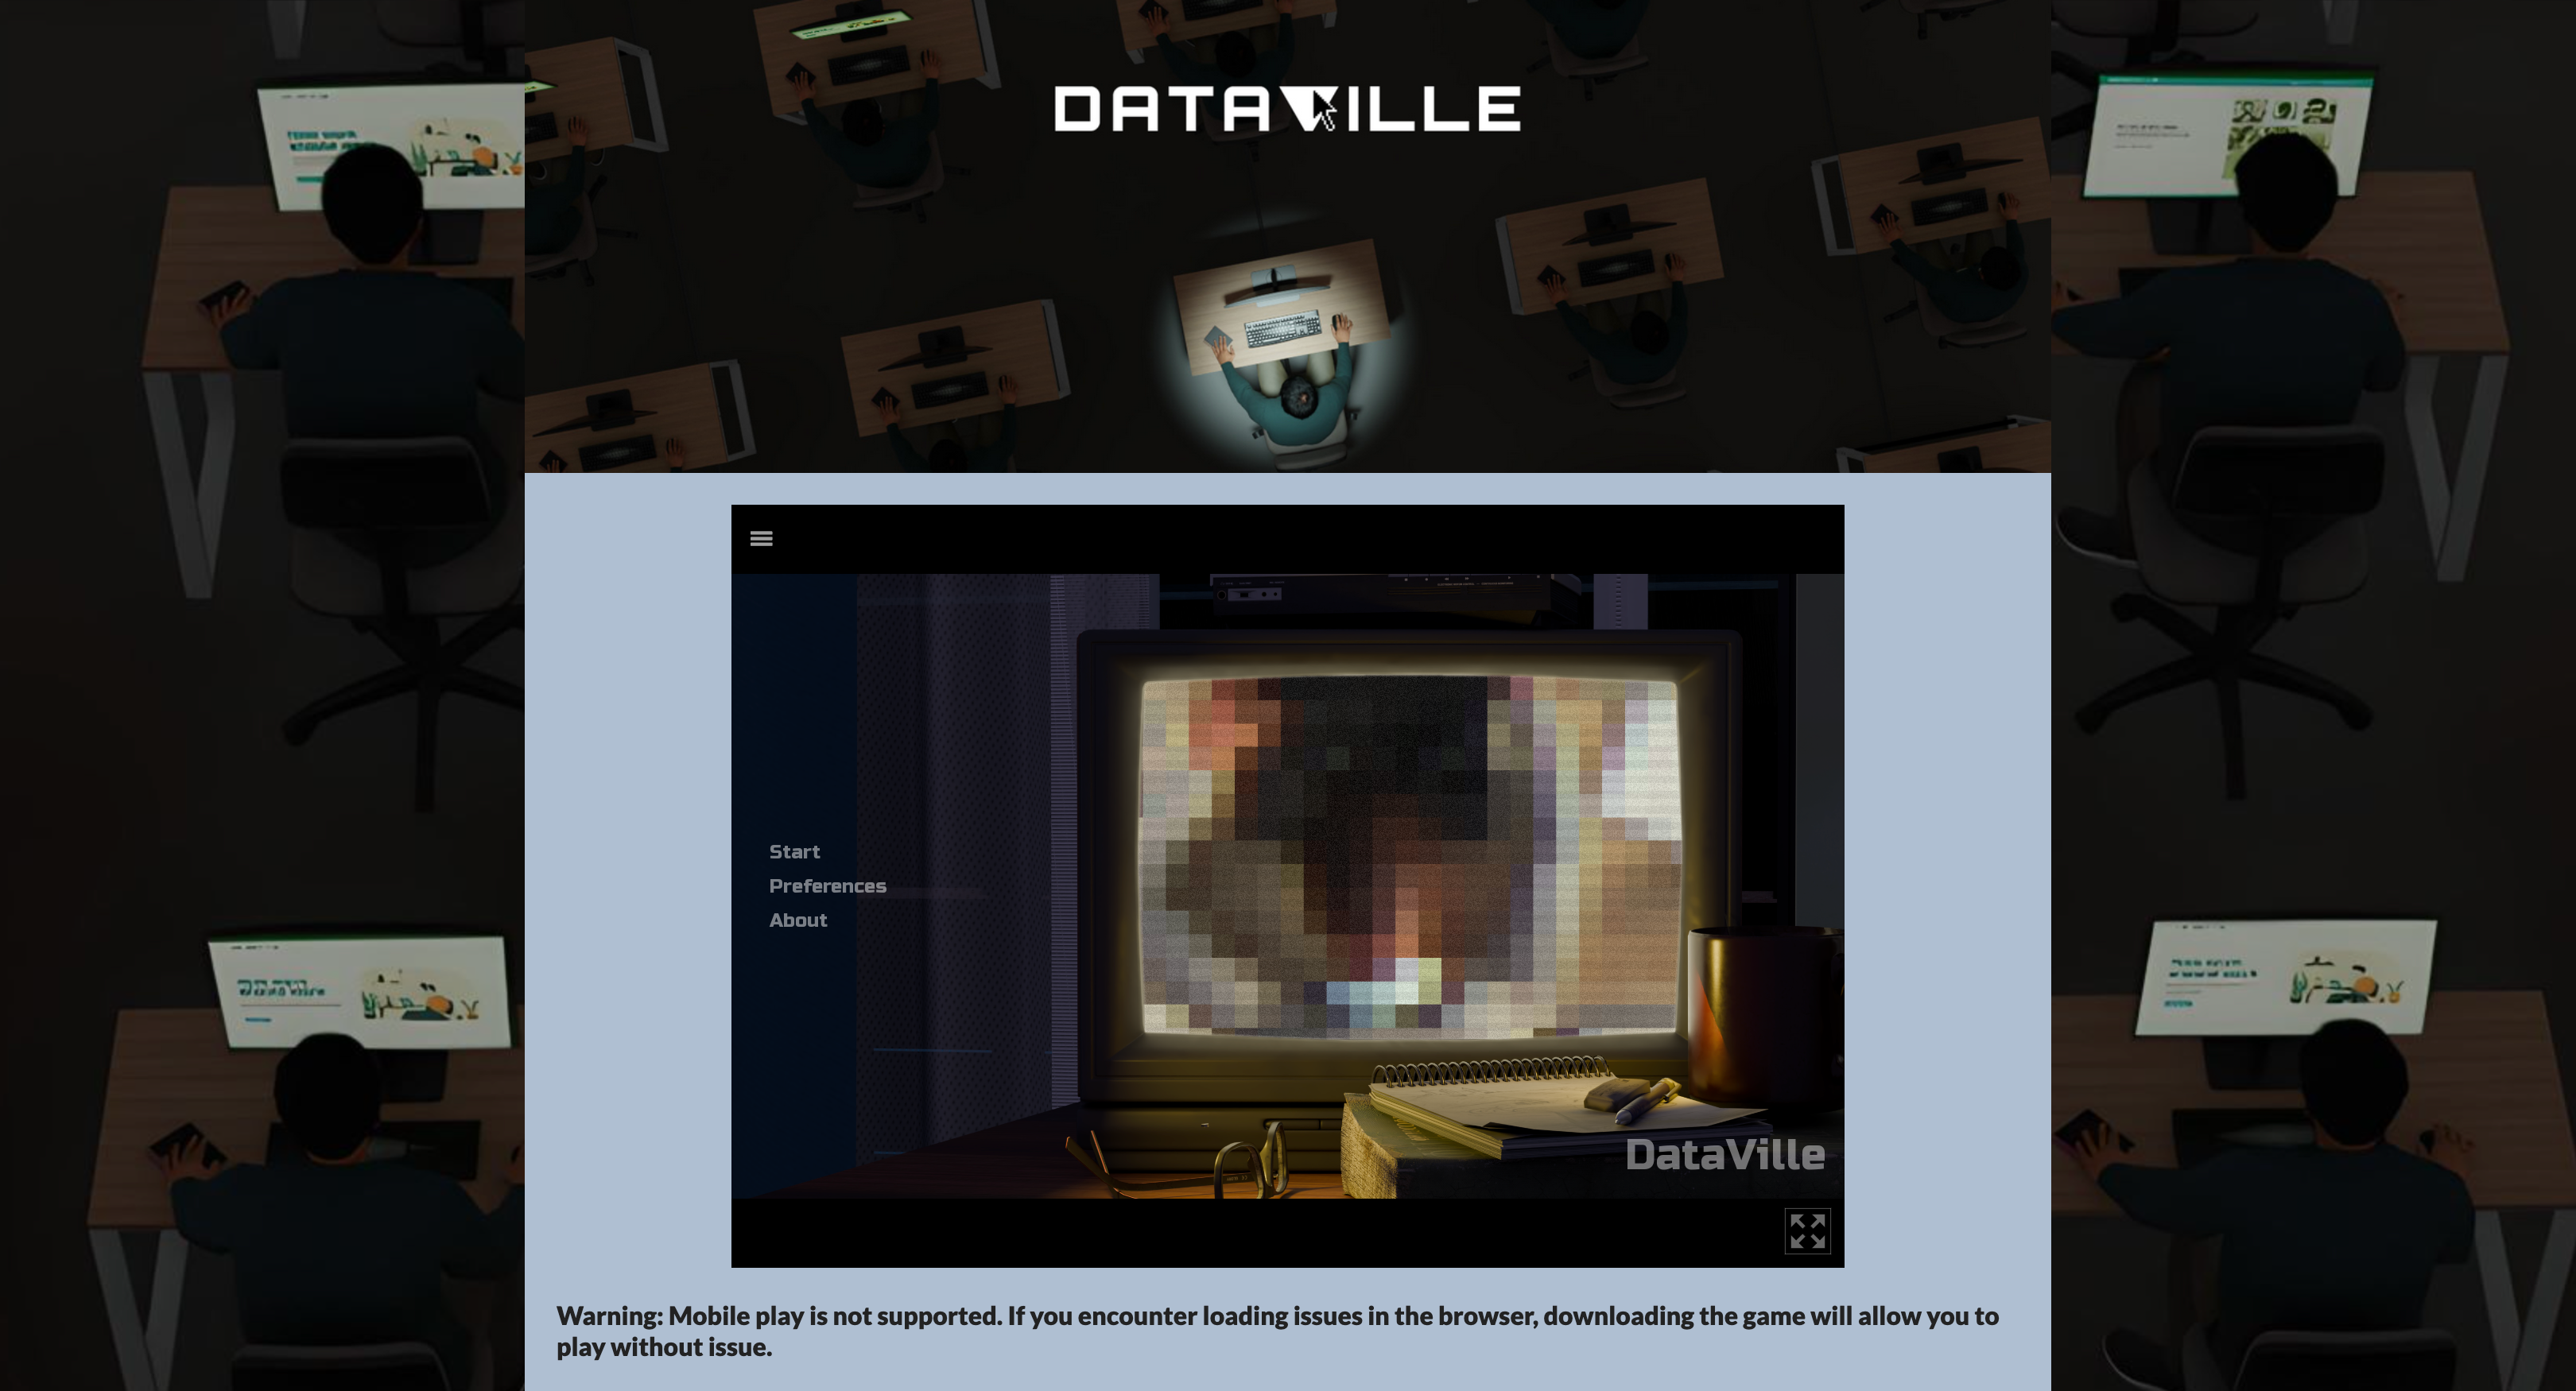 DATAVILLE
Start
Preferences
About
DataVille
Warning: Mobile play is not supported. If you encounter loading issues in the browser, downloading the game will allow you to
play without issue.